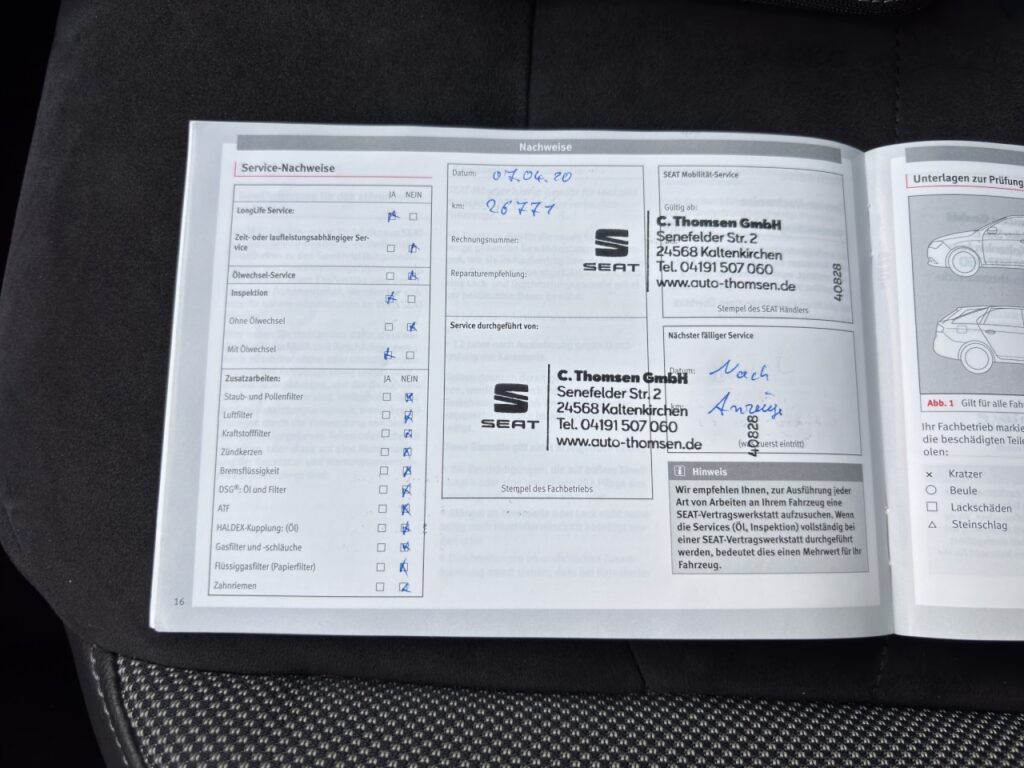 Nachweise
Service-Nachweise
JA NEIN
LongLife Service:
Zeit- oder laufleistungsabhängiger Ser-
vice
Ölwechsel-Service
Inspektion
Ohne Ölwechsel
Mit Ölwechsel
Zusatzarbeiten: JA NEIN
Staub- und Pollenfilter
Luftfilter
Kraftstofffilter
Zündkerzen
Bremsflüssigkeit
DSG®: Öl und Filter
ATF
HALDEX-Kupplung: (Öl)
Gasfilter und -schläuche
Flüssiggasfilter (Papierfilter)
Zahnriemen
16
Datum: 07.04.20
km: 26771
Rechnungsnummer:
Reparaturempfehlung:
Service durchgeführt von:
SEAT
C. Thomsen GmbH
Senefelder Str. 2
24568 Kaltenkirchen
Tel. 04191 507 060
www.auto-thomsen.de
40828
Stempel des Fachbetriebs
SEAT Mobilität-Service
Gültig ab:
SEAT
C. Thomsen GmbH
Senefelder Str. 2
24568 Kaltenkirchen
Tel. 04191 507 060
www.auto-thomsen.de
40828
Stempel des SEAT Händlers
Nächster fälliger Service
Datum: Nach
Anzeige
eintritt)
Hinweis
Wir empfehlen Ihnen, zur Ausführung jeder
Art von Arbeiten an Ihrem Fahrzeug eine
SEAT-Vertragswerkstatt aufzusuchen. Wenn
die Services (Öl, Inspektion) vollständig bei
einer SEAT-Vertragswerkstatt durchgeführt
werden, bedeutet dies einen Mehrwert für Ihr
Fahrzeug.
Unterlagen zur Prüfung
Abb. 1 Gilt für alle Fah
Ihr Fachbetrieb markie
die beschädigten Teile
olen:
× Kratzer
○ Beule
□ Lackschäden
△ Steinschlag